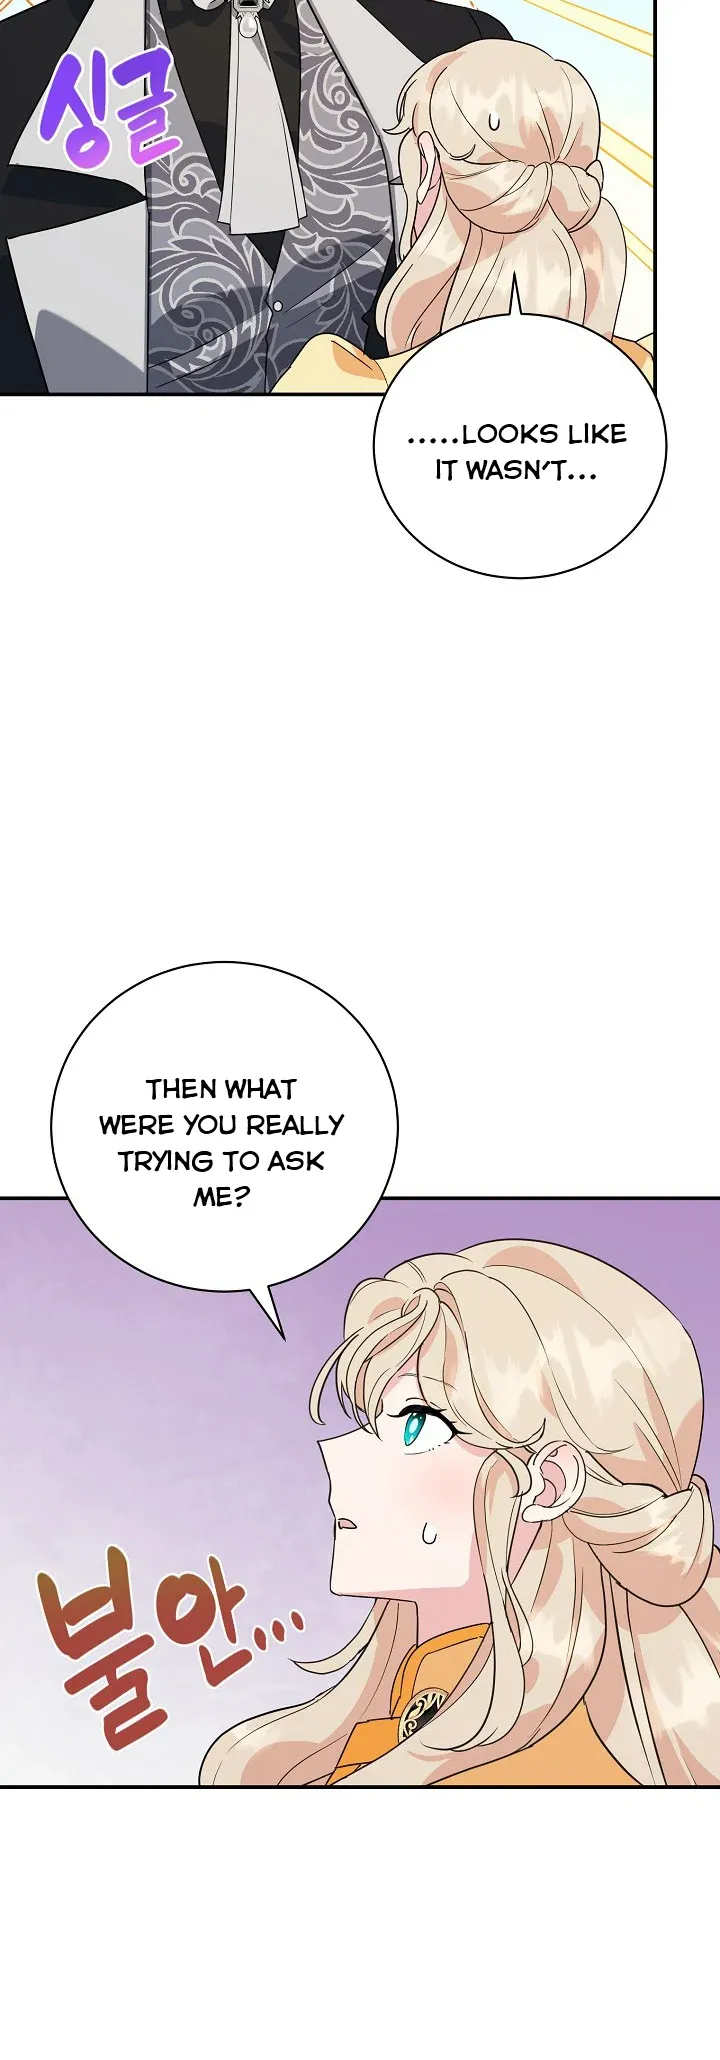 싱글
.....LOOKS LIKE
IT WASN'T...
THEN WHAT
WERE YOU REALLY
TRYING TO ASK
ME?
불안...